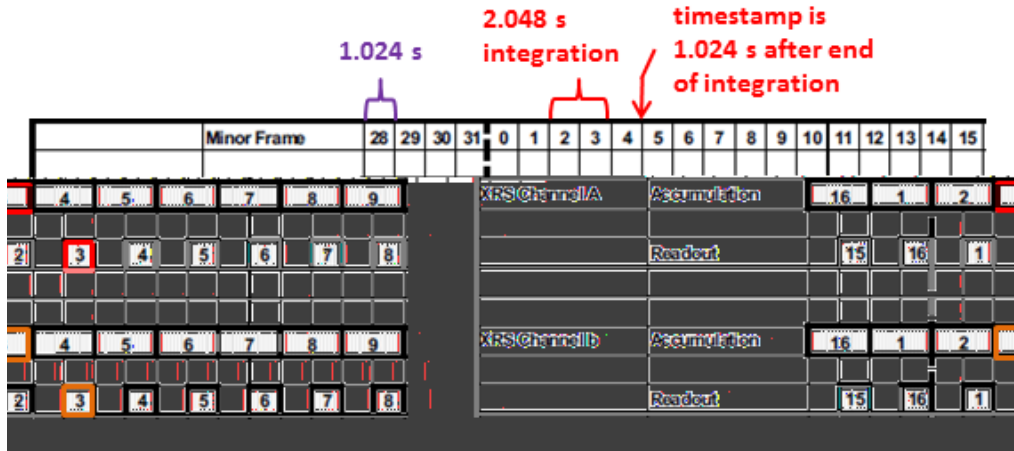 1.024 s
2.048 s
integration
timestamp is
1.024 s after end
of integration
Minor Frame 28 29 30 31 0 1 2 3 4 5 6 7 8 9 10 11 12 13 14 15
4 5 6 7 8 9 XRS Channel A Accumulation 16 1 2
2 3 4 5 6 7 8 Readout 15 16 1
4 5 6 7 8 9 XRS Channel b Accumulation 16 1 2
2 3 4 5 6 7 8 Readout 15 16 1